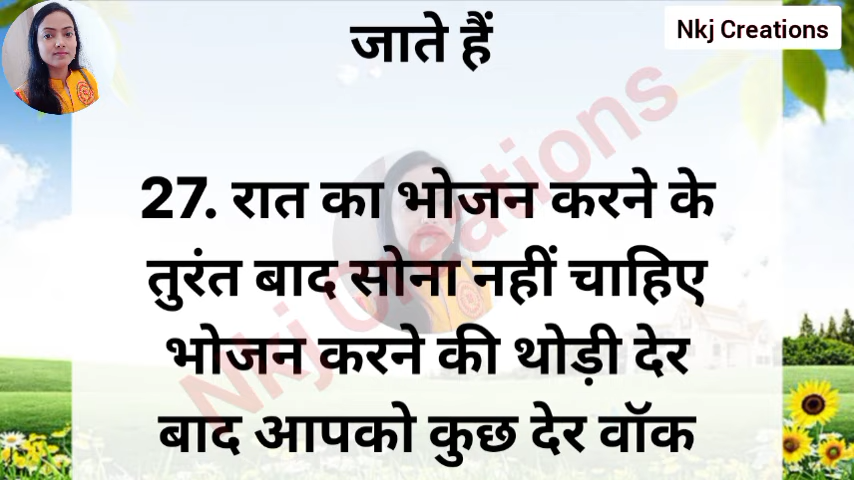 जाते हैं
Nkj Creations
27. रात का भोजन करने के
तुरंत बाद सोना नहीं चाहिए
भोजन करने की थोड़ी देर
बाद आपको कुछ देर वॉक
Nkj Creations